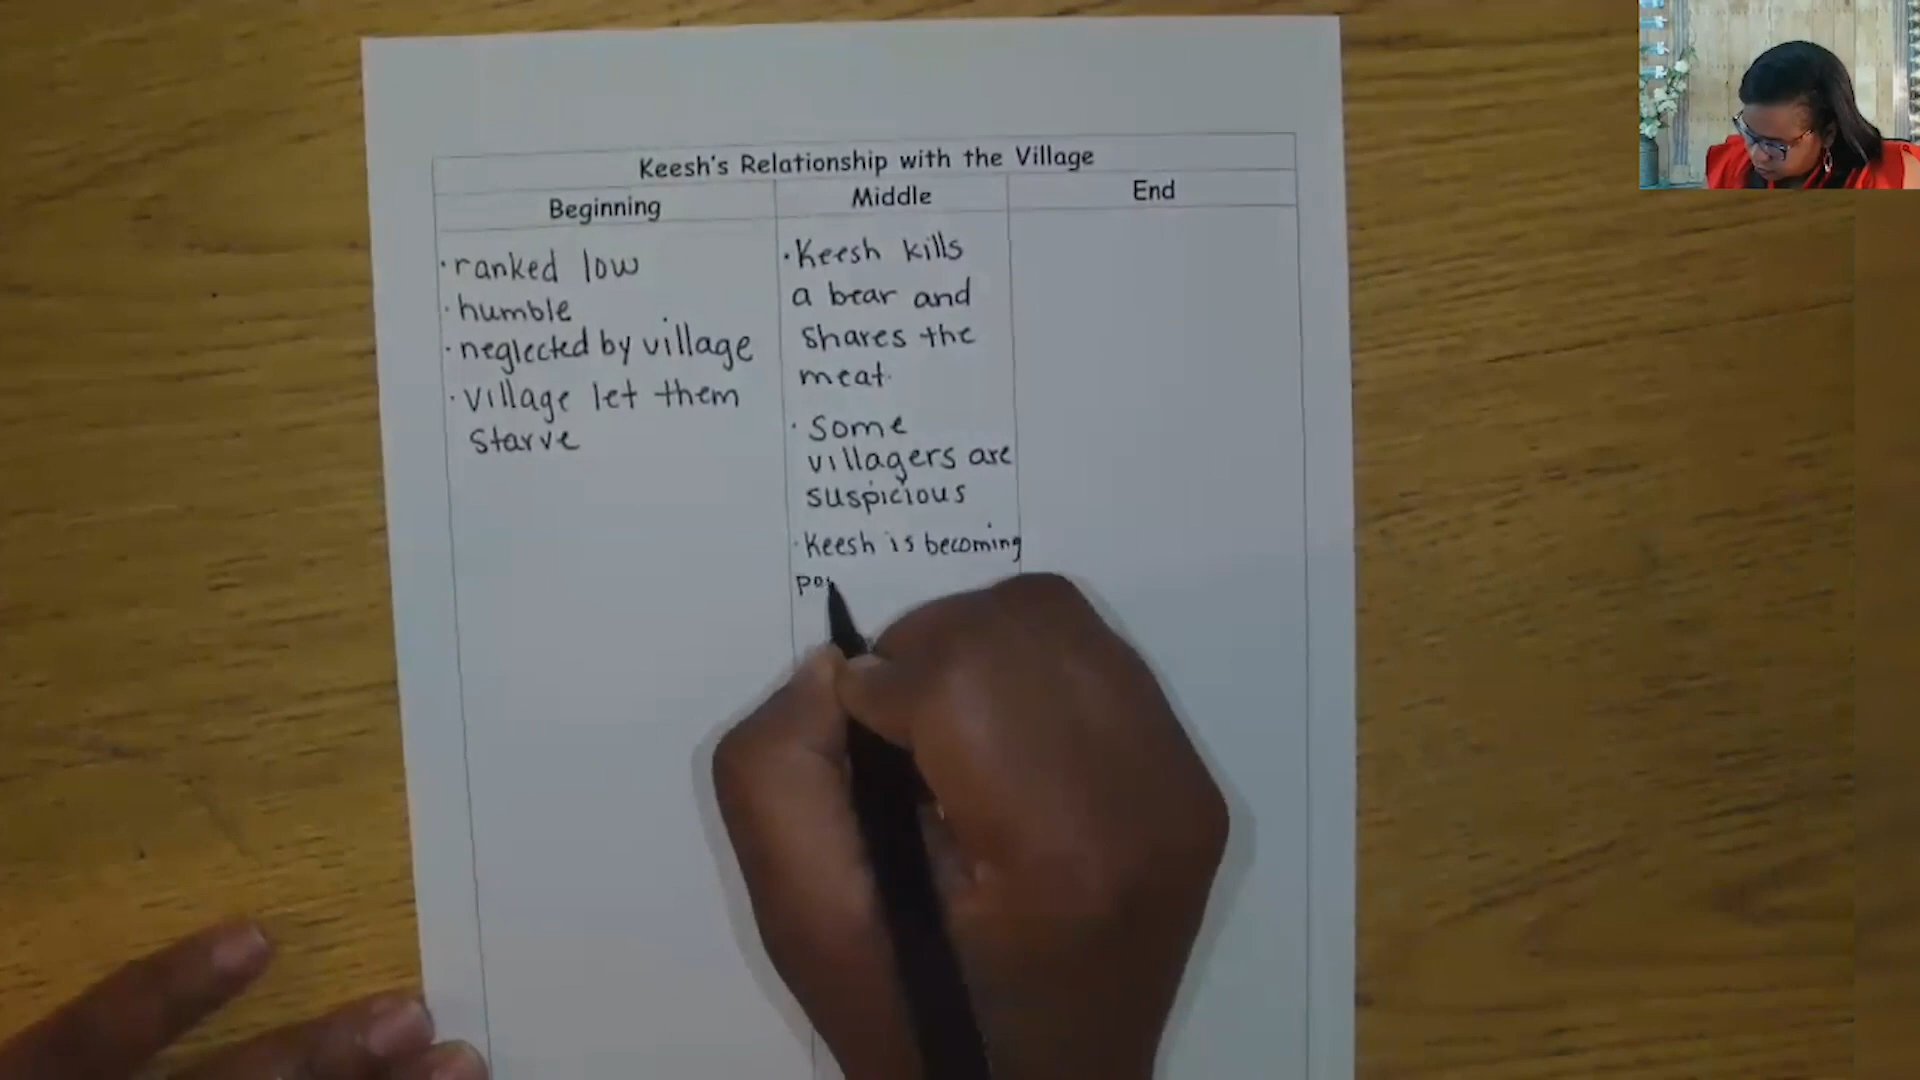 Keesh's Relationship with the Village
Beginning
Middle
End
· ranked low
· humble
· neglected by village
· village let them
starve
· Keesh kills
a bear and
shares the
meat.
· Some
villagers are
suspicious
· Keesh is becoming